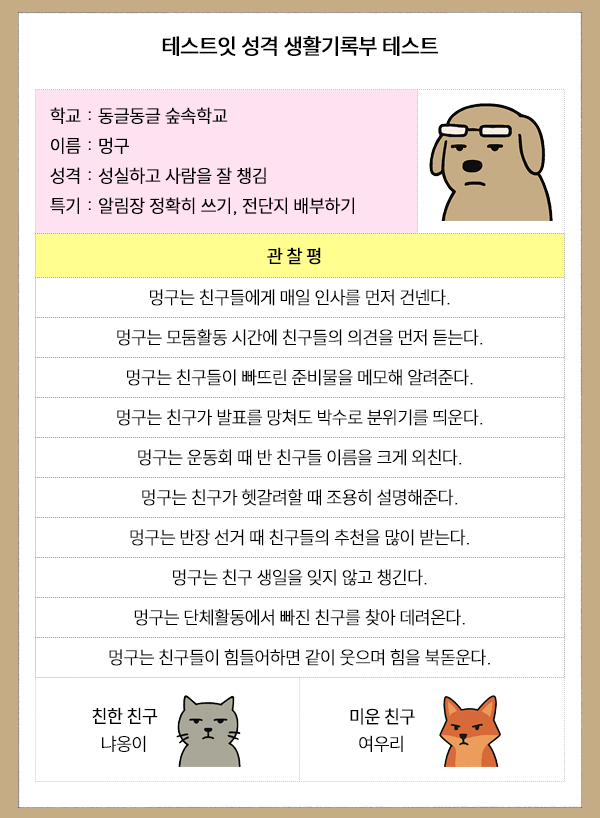 테스트잇 성격 생활기록부 테스트
학교 : 동글동글 숲속학교
이름 : 멍구
성격 : 성실하고 사람을 잘 챙김
특기 : 알림장 정확히 쓰기, 전단지 배부하기
관 찰 평
멍구는 친구들에게 매일 인사를 먼저 건넨다.
멍구는 모둠활동 시간에 친구들의 의견을 먼저 듣는다.
멍구는 친구들이 빠뜨린 준비물을 메모해 알려준다.
멍구는 친구가 발표를 망쳐도 박수로 분위기를 띄운다.
멍구는 운동회 때 반 친구들 이름을 크게 외친다.
멍구는 친구가 헷갈려할 때 조용히 설명해준다.
멍구는 반장 선거 때 친구들의 추천을 많이 받는다.
멍구는 친구 생일을 잊지 않고 챙긴다.
멍구는 단체활동에서 빠진 친구를 찾아 데려온다.
멍구는 친구들이 힘들어하면 같이 웃으며 힘을 북돋운다.
친한 친구
냐옹이
미운 친구
여우리